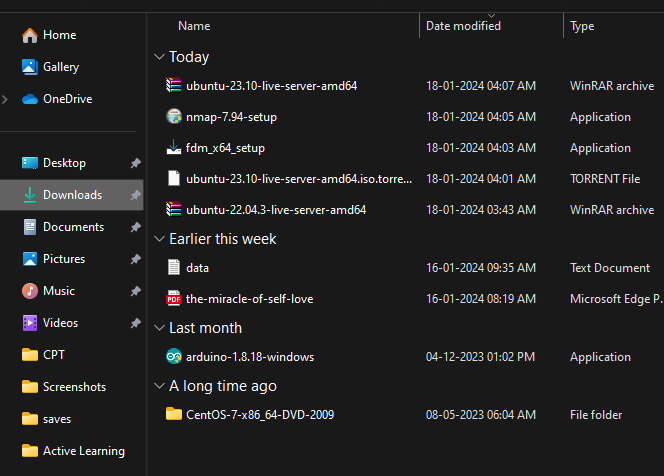 Name Date modified Type
Home
Gallery
OneDrive
Desktop
Downloads
Documents
Pictures
Music
Videos
CPT
Screenshots
saves
Active Learning
Today
ubuntu-23.10-live-server-amd64 18-01-2024 04:07 AM WinRAR archive
nmap-7.94-setup 18-01-2024 04:05 AM Application
fdm_x64_setup 18-01-2024 04:03 AM Application
ubuntu-23.10-live-server-amd64.iso.torre... 18-01-2024 04:01 AM TORRENT File
ubuntu-22.04.3-live-server-amd64 18-01-2024 03:43 AM WinRAR archive
Earlier this week
data 16-01-2024 09:35 AM Text Document
PDF the-miracle-of-self-love 16-01-2024 08:19 AM Microsoft Edge P...
Last month
arduino-1.8.18-windows 04-12-2023 01:02 PM Application
A long time ago
CentOS-7-x86_64-DVD-2009 08-05-2023 06:04 AM File folder